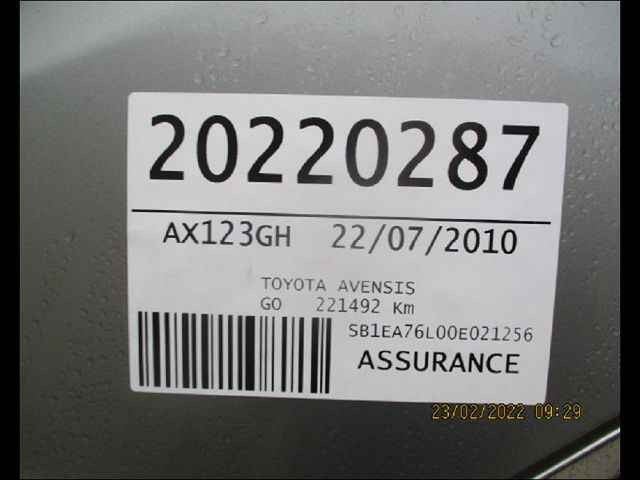 20220287
AX123GH 22/07/2010
TOYOTA AVENSIS
GO 221492 Km
SB1EA76L00E021256
ASSURANCE
23/02/2022 09:29